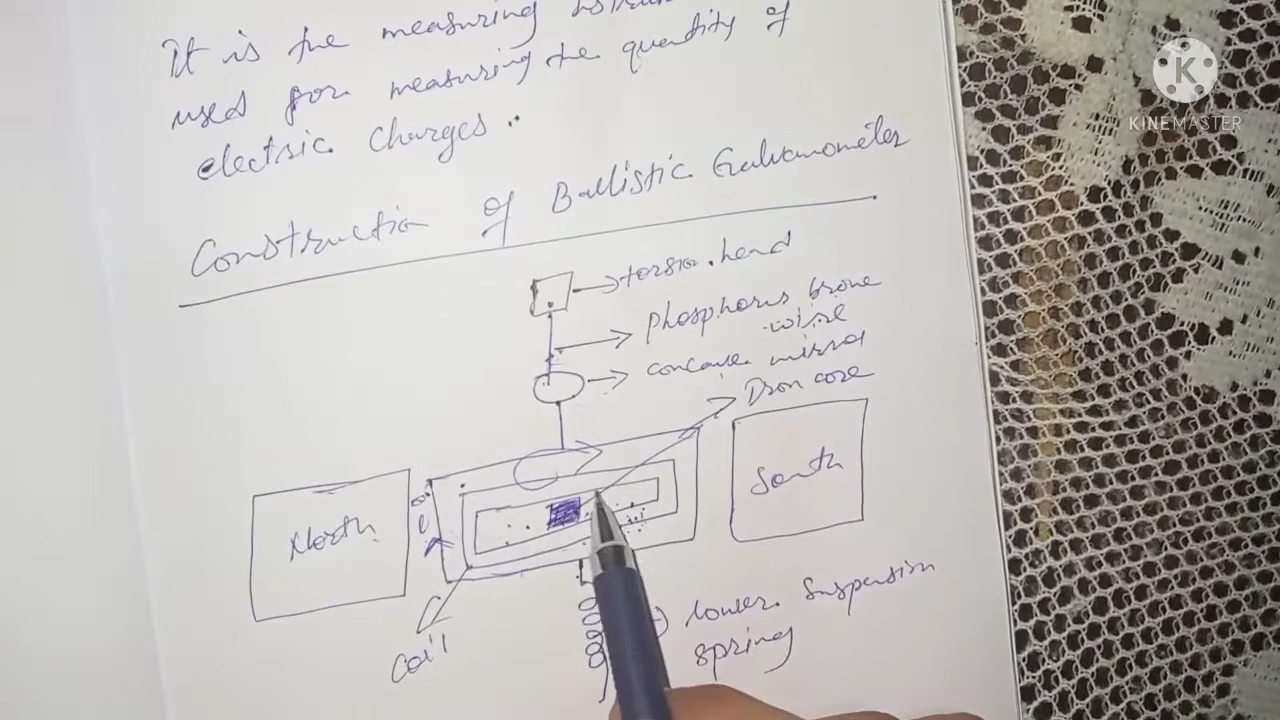 It is the measuring
used for measuring the quantity of
electric charges ..
Construction of Ballistic Galvanometer
torsion. head
phosphorus brone
wire
concave mirror
Iron core
North
South
coil
lower suspension
spring
K
KINEMASTER